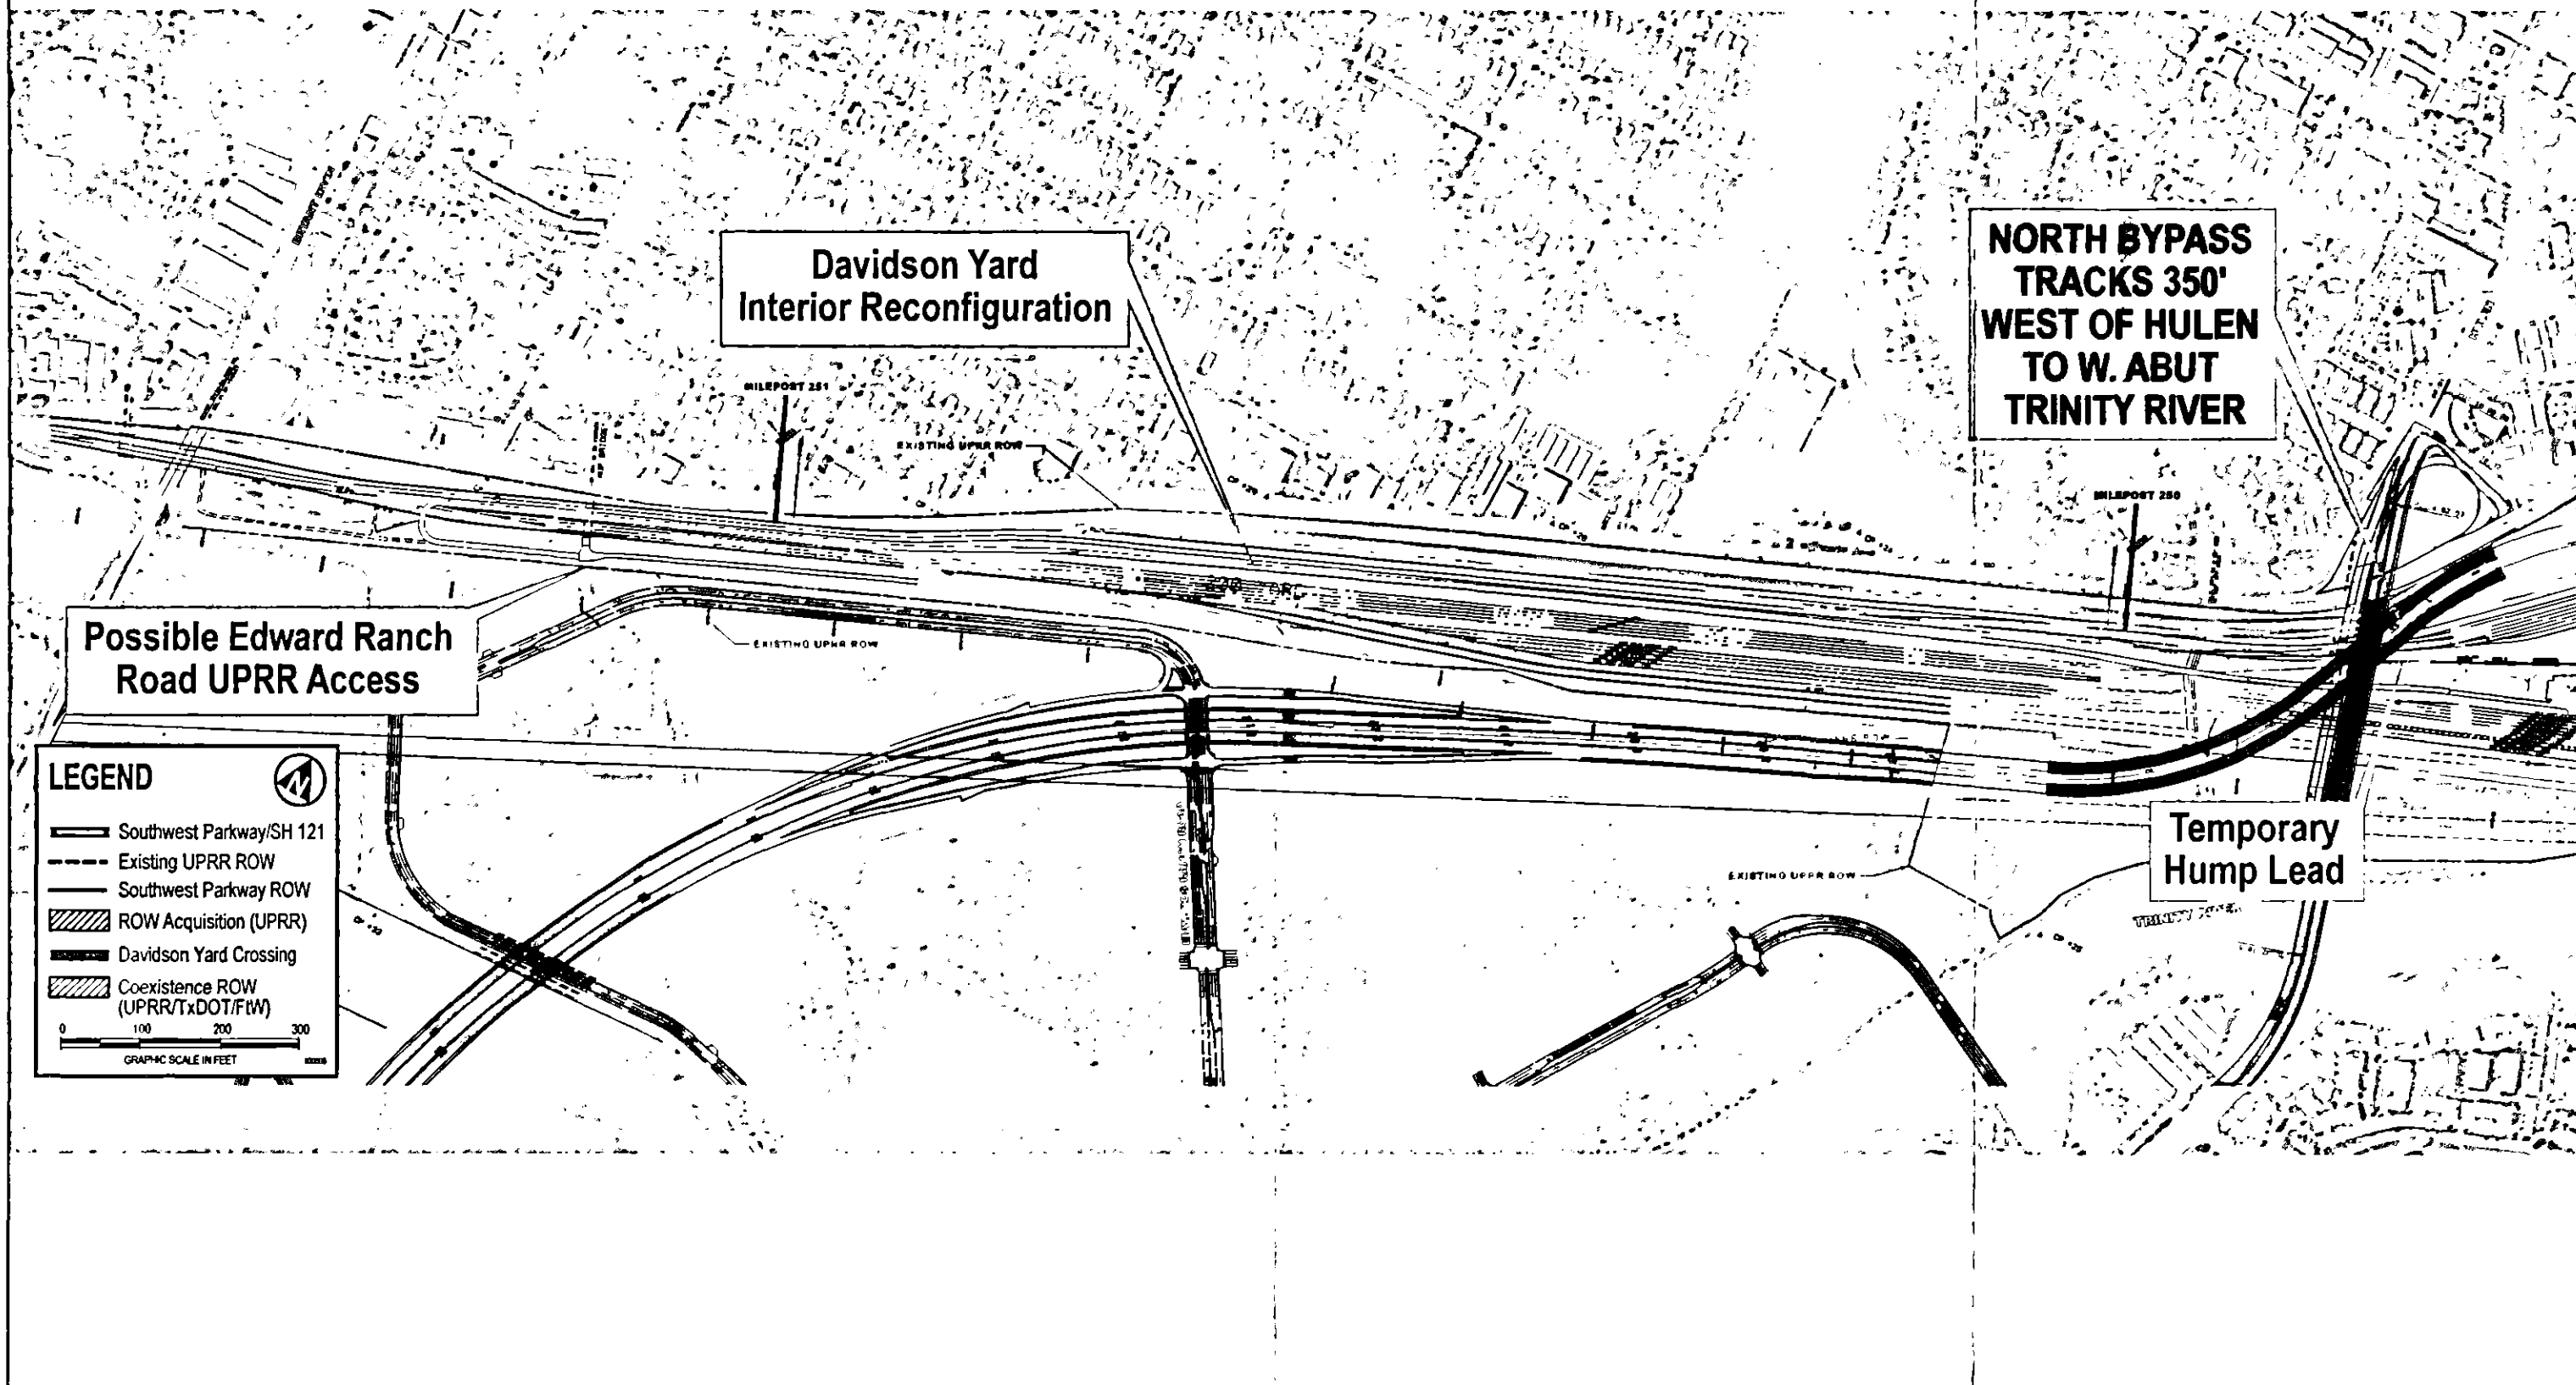 Davidson Yard
Interior Reconfiguration
NORTH BYPASS
TRACKS 350'
WEST OF HULEN
TO W. ABUT
TRINITY RIVER
MILEPOST 251
EXISTING UPRR ROW
MILEPOST 250
Possible Edward Ranch
Road UPRR Access
EXISTING UPRR ROW
LEGEND
Southwest Parkway/SH 121
Existing UPRR ROW
Southwest Parkway ROW
ROW Acquisition (UPRR)
Davidson Yard Crossing
Coexistence ROW
(UPRR/TxDOT/FtW)
0 100 200 300
GRAPHIC SCALE IN FEET
Temporary
Hump Lead
EXISTING UPRR ROW
TRINITY RIVER